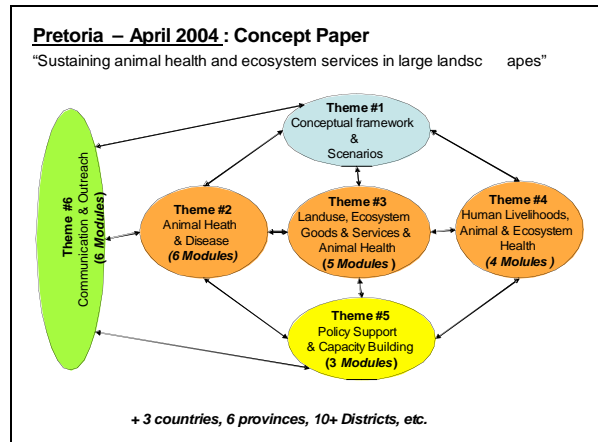 Pretoria – April 2004 : Concept Paper
“Sustaining animal health and ecosystem services in large landsc apes”
Theme #1
Conceptual framework
&
Scenarios
Theme #6
Communication & Outreach
(6 Modules)
Theme #2
Animal Heath
& Disease
(6 Modules)
Theme #3
Landuse, Ecosystem
Goods & Services &
Animal Health
(5 Modules )
Theme #4
Human Livelihoods,
Animal & Ecosystem
Health
(4 Moules )
Theme #5
Policy Support
& Capacity Building
(3 Modules)
+ 3 countries, 6 provinces, 10+ Districts, etc.